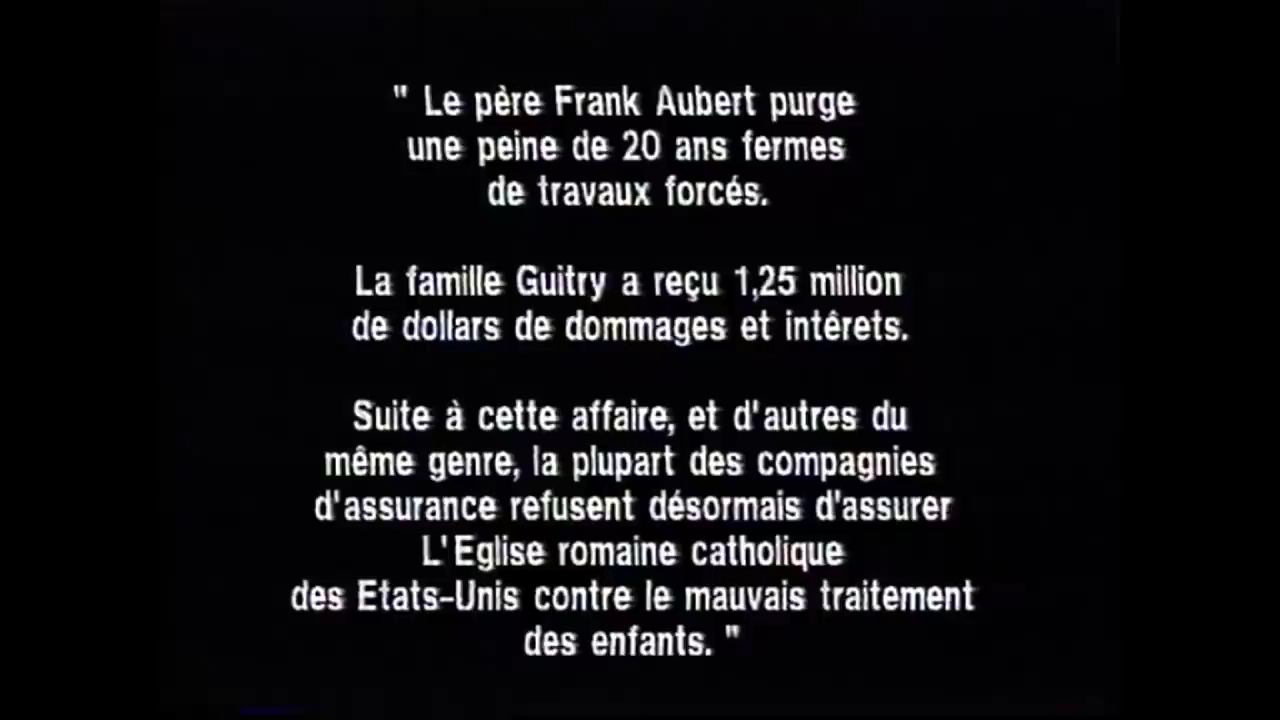 " Le père Frank Aubert purge
une peine de 20 ans fermes
de travaux forcés.
La famille Guitry a reçu 1,25 million
de dollars de dommages et intérets.
Suite à cette affaire, et d'autres du
même genre, la plupart des compagnies
d'assurance refusent désormais d'assurer
L'Eglise romaine catholique
des Etats-Unis contre le mauvais traitement
des enfants. "